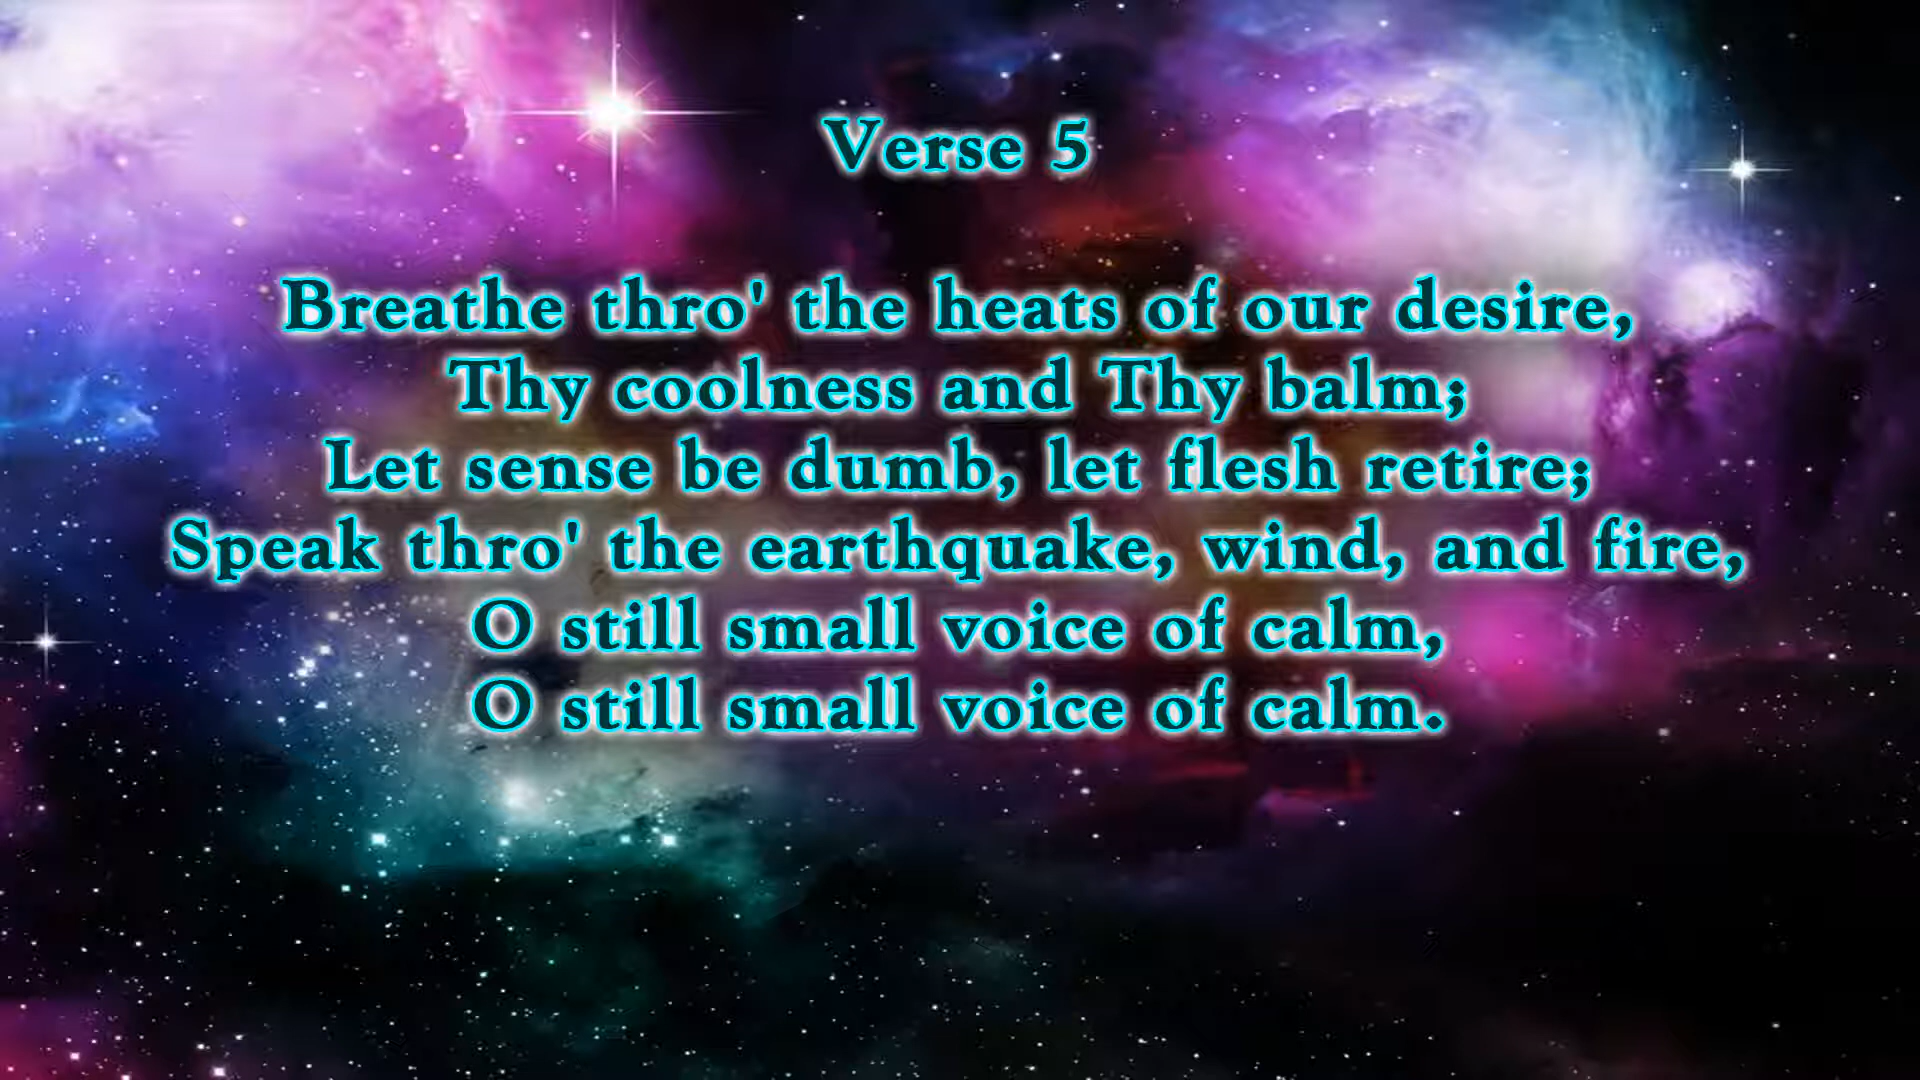 Verse 5
Breathe thro' the heats of our desire,
Thy coolness and Thy balm;
Let sense be dumb, let flesh retire;
Speak thro' the earthquake, wind, and fire,
O still small voice of calm,
O still small voice of calm.